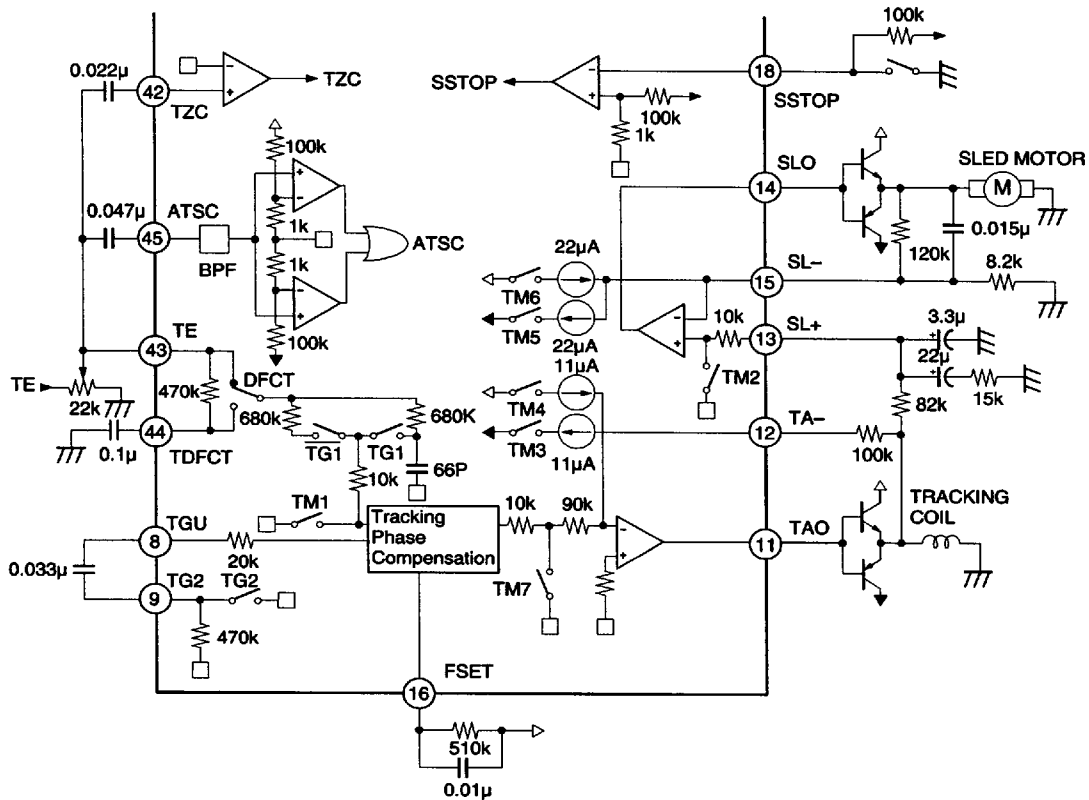 100k
0.022μ
42
TZC
TZC
SSTOP
100k
1k
18
SSTOP
100k
SLO
14
SLED MOTOR
M
0.015μ
120k
0.047μ
ATSC
45
BPF
1k
1k
100k
ATSC
22μA
TM6
TM5
22μA
SL−
15
8.2k
10k
SL+
13
3.3μ
22μ
15k
TM2
82k
TE
43
TE
22k
470k
DFCT
680k
680K
TG1
TG1
66P
10k
44
0.1μ
TDFCT
11μA
TM4
TM3
11μA
TA−
12
100k
TM1
Tracking
Phase
Compensation
10k
90k
TM7
TAO
11
TRACKING
COIL
TGU
8
20k
0.033μ
TG2
9
TG2
470k
FSET
16
510k
0.01μ
100k
+
−
+
−
+
−
−
+
−
+
−
+
+
+